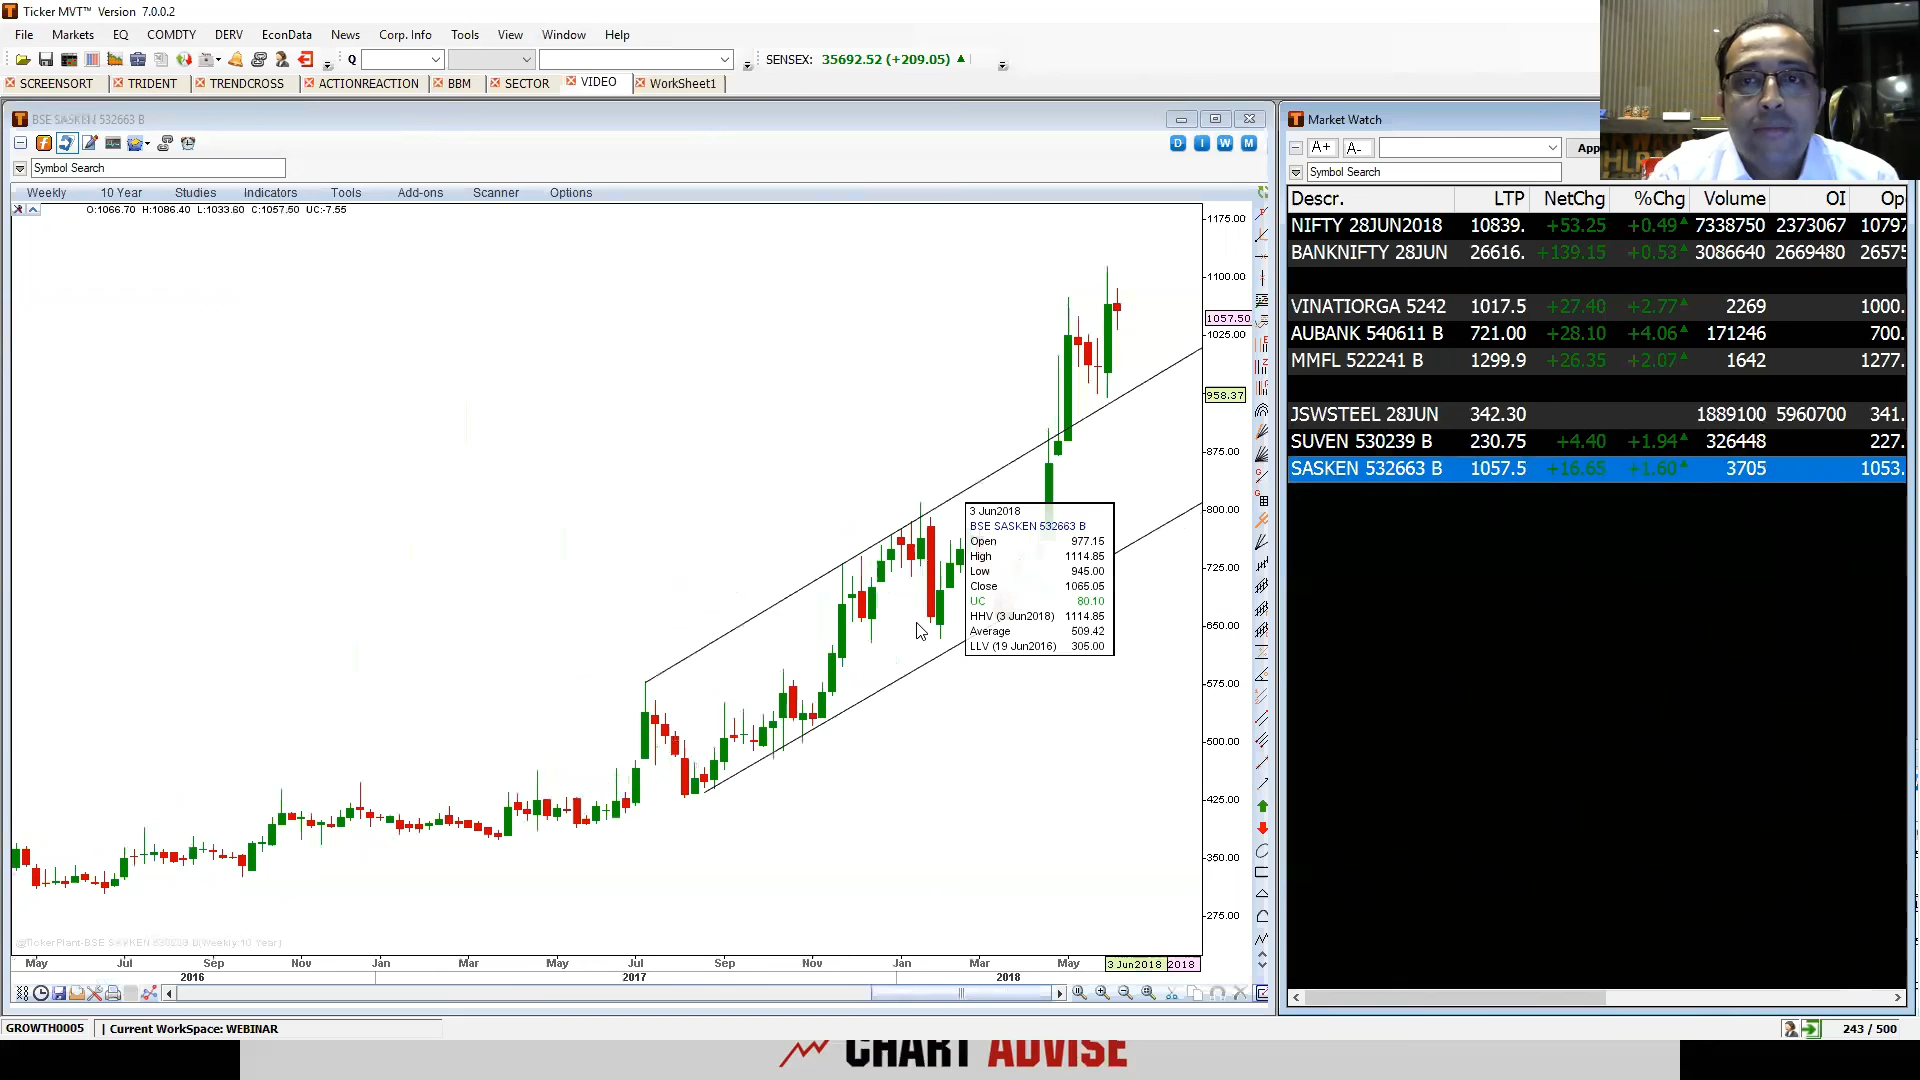 Ticker MVT™ Version 7.0.0.2
File Markets EQ COMDTY DERV EconData News Corp. Info Tools View Window Help
Q SENSEX: 35692.52 (+209.05)
SCREENSORT TRIDENT TRENDCROSS ACTIONREACTION BBM SECTOR VIDEO WorkSheet1
BSE SASKEN 532663 B
D I W M
Symbol Search
Weekly 10 Year Studies Indicators Tools Add-ons Scanner Options
O:1066.70 H:1086.40 L:1033.60 C:1057.50 UC:-7.55
1175.00
1100.00
1057.50
1025.00
958.37
875.00
800.00
725.00
650.00
575.00
500.00
425.00
350.00
275.00
3 Jun2018
BSE SASKEN 532663 B
Open 977.15
High 1114.85
Low 945.00
Close 1065.05
UC 80.10
HHV (3 Jun2018) 1114.85
Average 509.42
LLV (19 Jun2016) 305.00
May Jul Sep Nov Jan Mar May Jul Sep Nov Jan Mar May 3 Jun2018 2018
2016 2017 2018
Market Watch
A+ A- App
Symbol Search
Descr. LTP NetChg %Chg Volume OI Op
NIFTY 28JUN2018 10839. +53.25 +0.49 7338750 2373067 10797
BANKNIFTY 28JUN 26616. +139.15 +0.53 3086640 2669480 26575
VINATIORGA 5242 1017.5 +27.40 +2.77 2269 1000.
AUBANK 540611 B 721.00 +28.10 +4.06 171246 700.
MMFL 522241 B 1299.9 +26.35 +2.07 1642 1277.
JSWSTEEL 28JUN 342.30 1889100 5960700 341.
SUVEN 530239 B 230.75 +4.40 +1.94 326448 227.
SASKEN 532663 B 1057.5 +16.65 +1.60 3705 1053.
GROWTH0005 | Current WorkSpace: WEBINAR
243 / 500
CHART ADVISE